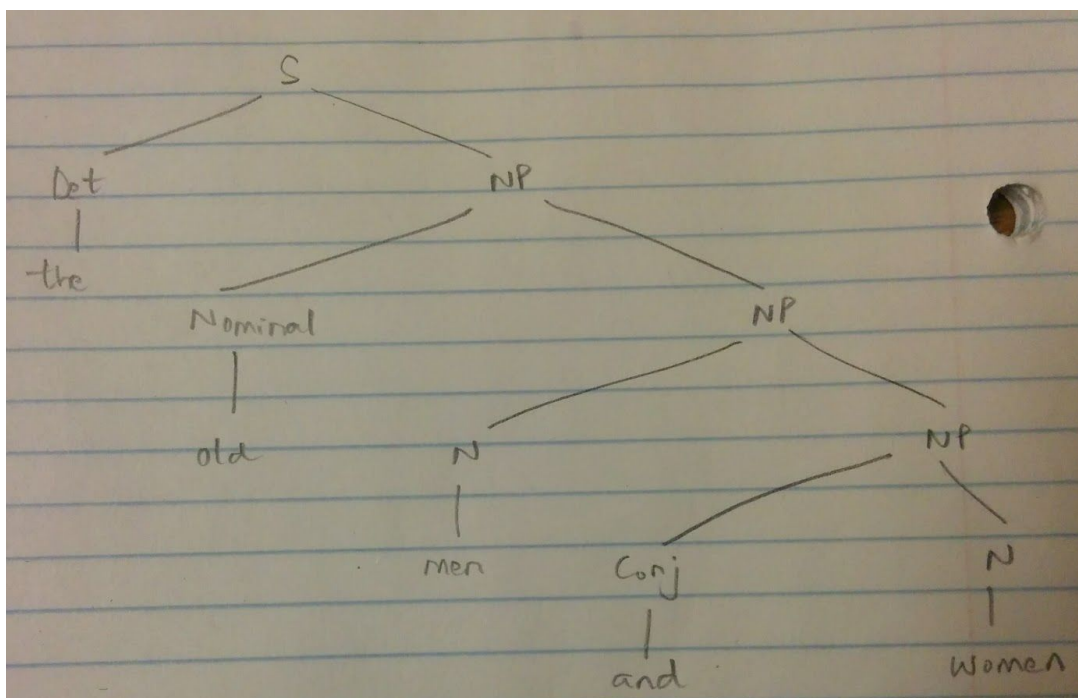 S
Det NP
the
Nominal NP
old N NP
men Conj N
and women